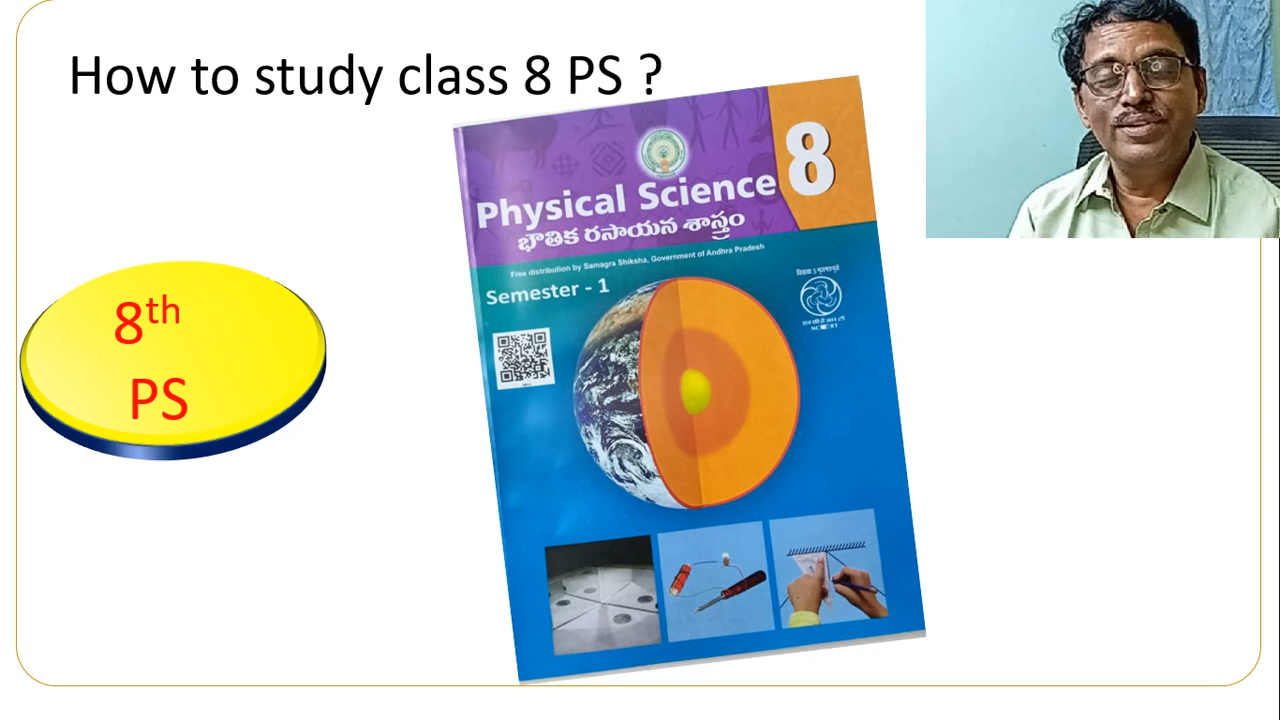 How to study class 8 PS ?
8
Physical Science
భౌతిక రసాయన శాస్త్రం
Free distribution by Samagra Shiksha, Government of Andhra Pradesh
Semester - 1
8th
PS